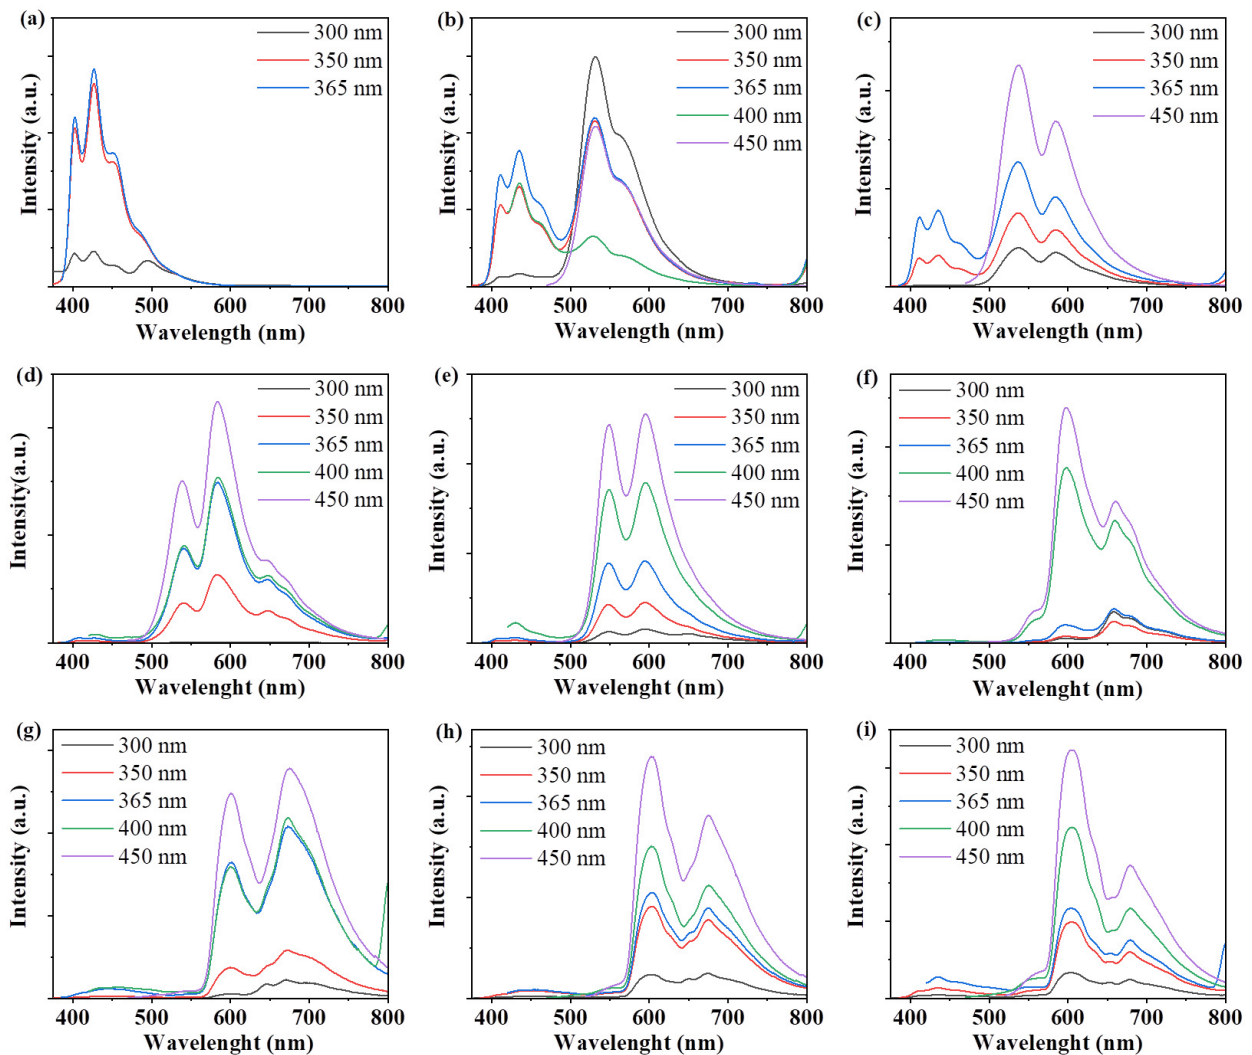 (a)
300 nm
350 nm
365 nm
Intensity (a.u.)
400 500 600 700 800
Wavelength (nm)
(b)
300 nm
350 nm
365 nm
400 nm
450 nm
Intensity (a.u.)
400 500 600 700 800
Wavelength (nm)
(c)
300 nm
350 nm
365 nm
450 nm
Intensity (a.u.)
400 500 600 700 800
Wavelength (nm)
(d)
300 nm
350 nm
365 nm
400 nm
450 nm
Intensity(a.u.)
400 500 600 700 800
Wavelenght (nm)
(e)
300 nm
350 nm
365 nm
400 nm
450 nm
Intensity (a.u.)
400 500 600 700 800
Wavelenght (nm)
(f)
300 nm
350 nm
365 nm
400 nm
450 nm
Intensity (a.u.)
400 500 600 700 800
Wavelenght (nm)
(g)
300 nm
350 nm
365 nm
400 nm
450 nm
Intensity (a.u.)
400 500 600 700 800
Wavelenght (nm)
(h)
300 nm
350 nm
365 nm
400 nm
450 nm
Intensity (a.u.)
400 500 600 700 800
Wavelenght (nm)
(i)
300 nm
350 nm
365 nm
400 nm
450 nm
Intensity (a.u.)
400 500 600 700 800
Wavelenght (nm)